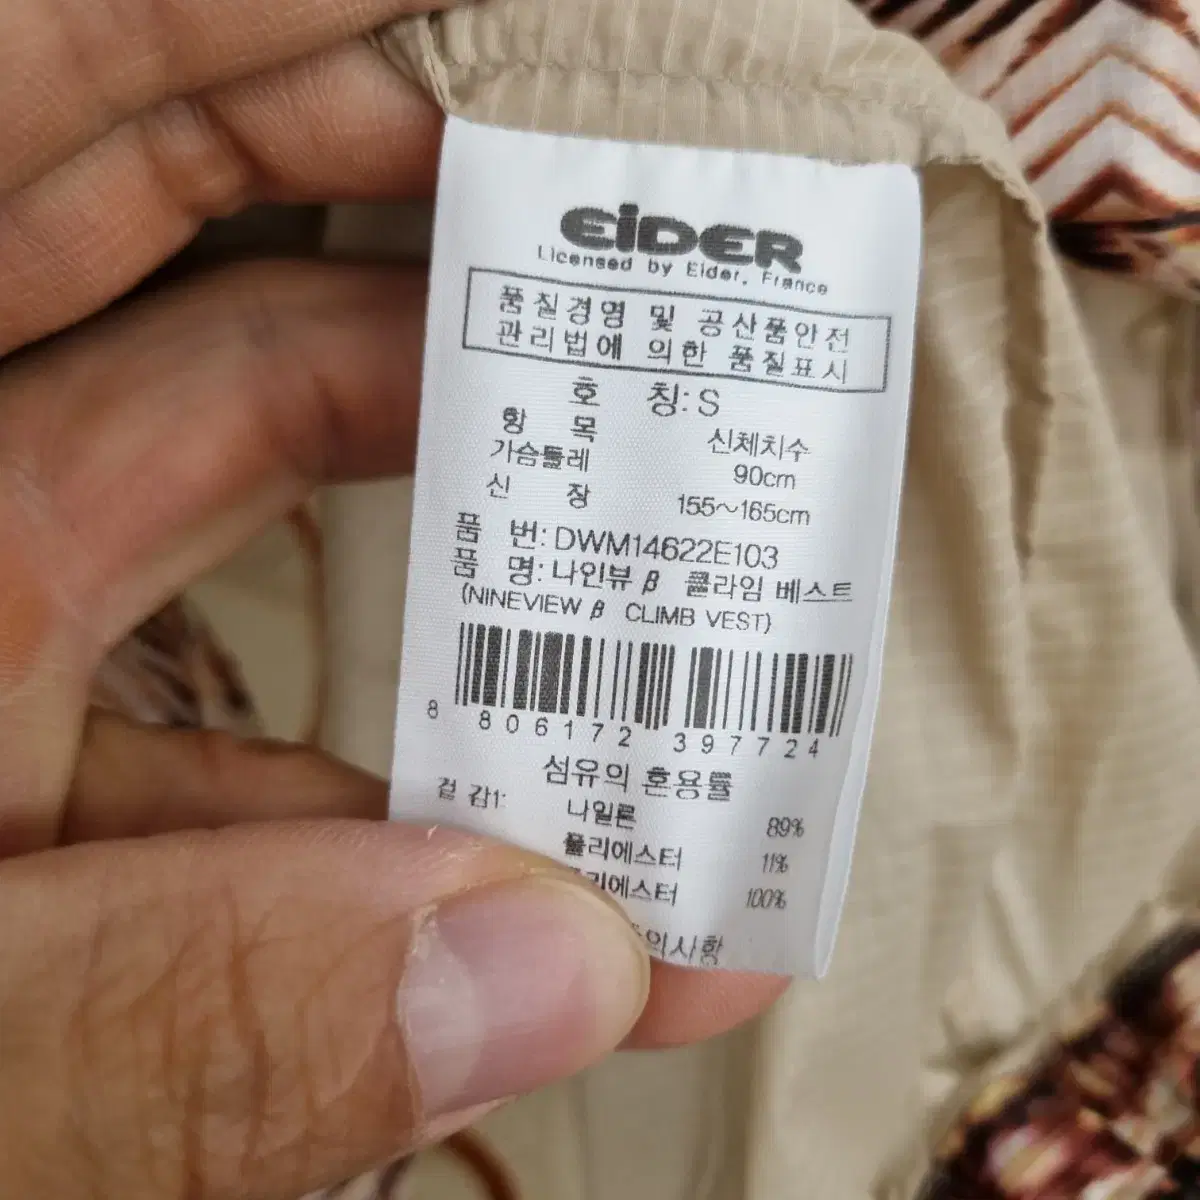 EiDER
Licensed by Eider, France
품질경영 및 공산품안전
관리법에 의한 품질표시
호 칭: S
항 목 신체치수
가슴둘레 90cm
신 장 155~165cm
품 번: DWM14622E103
품 명: 나인뷰 β 클라임 베스트
(NINEVIEW β CLIMB VEST)
8 806172 397724
섬유의 혼용률
겉 감1: 나일론 89%
폴리에스터 11%
100%